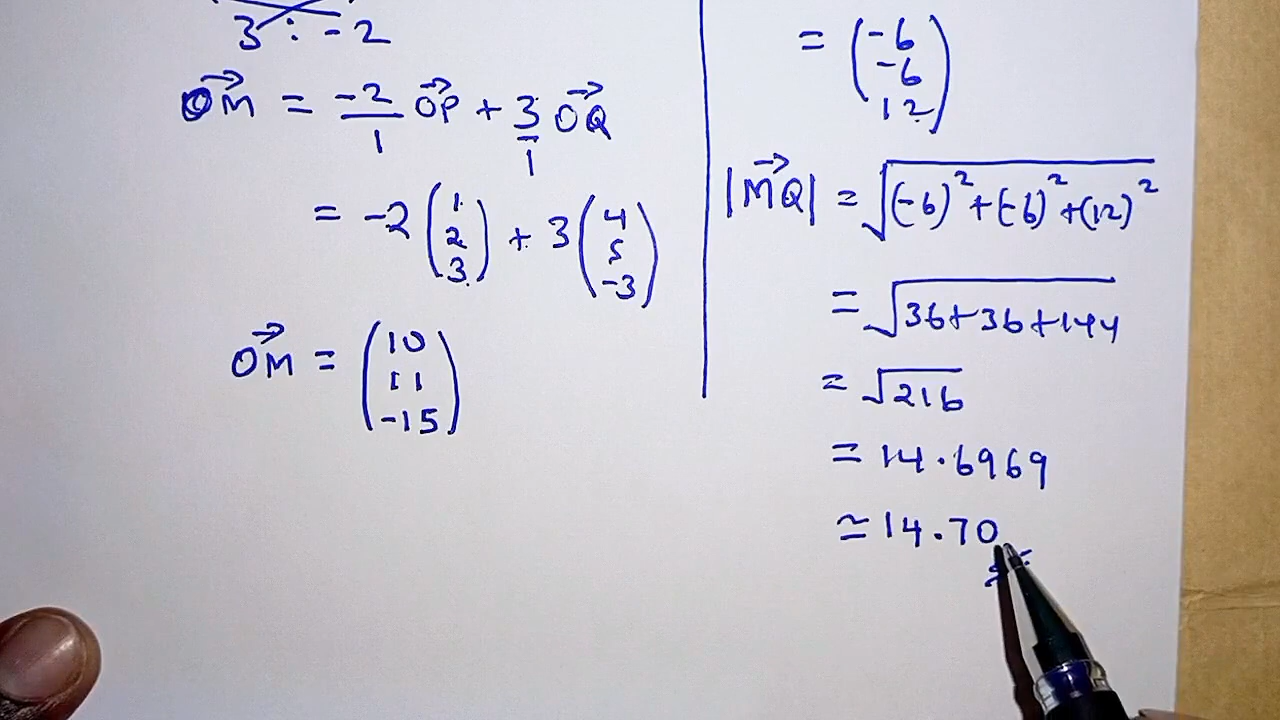 3 : -2
OM = -2/1 OP + 3/1 OQ
= -2 (1 2 3) + 3 (4 5 -3)
OM = (10 11 -15)
= (-6 -6 12)
|MQ| = √(-6)² + (-6)² + (12)²
= √36+36+144
= √216
= 14.6969
≃ 14.70